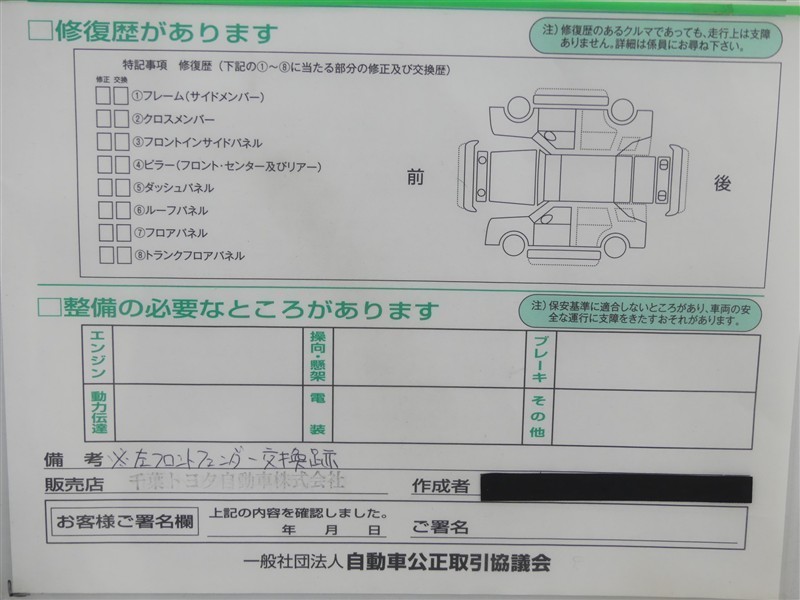 □修復歴があります
注)修復歴のあるクルマであっても、走行上は支障
ありません。詳細は係員にお尋ね下さい。
特記事項 修復歴（下記の①〜⑧に当たる部分の修正及び交換歴）
修正 交換
①フレーム(サイドメンバー)
②クロスメンバー
③フロントインサイドパネル
④ピラー(フロント・センター及びリアー)
⑤ダッシュパネル
⑥ルーフパネル
⑦フロアパネル
⑧トランクフロアパネル
前
後
□整備の必要なところがあります
注)保安基準に適合しないところがあり、車両の安
全な運行に支障をきたすおそれがあります。
エンジン
操向・懸架
ブレーキ
動力伝達
電装
その他
備考 ※左フロントフェンダー交換跡
販売店 千葉トヨタ自動車株式会社
作成者
お客様ご署名欄
上記の内容を確認しました。
年 月 日
ご署名
一般社団法人 自動車公正取引協議会